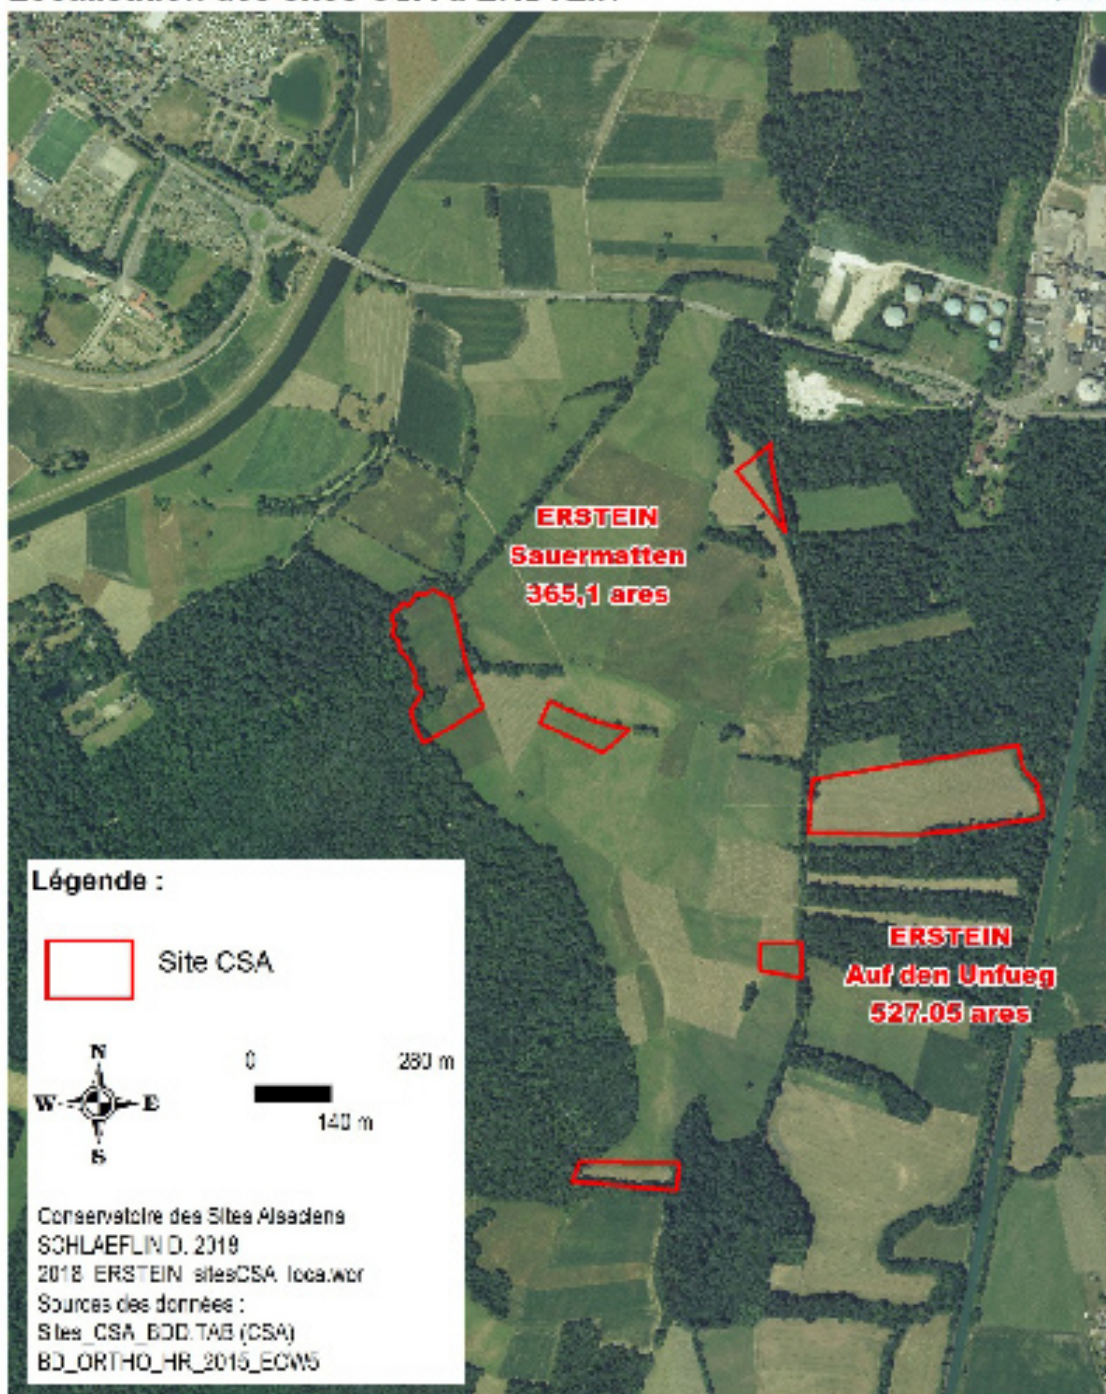 ERSTEIN
Sauermatten
365,1 ares
ERSTEIN
Auf den Unfueg
527.05 ares
Légende :
Site CSA
N
W E
S
0 280 m
140 m
Conservatoire des Sites Alsaciens
SCHLAEFLIN D. 2019
2018_ERSTEIN_sitesCSA_loca.wor
Sources des données :
Sites_CSA_BDD.TAB (CSA)
BD_ORTHO_HR_2015_ECW5